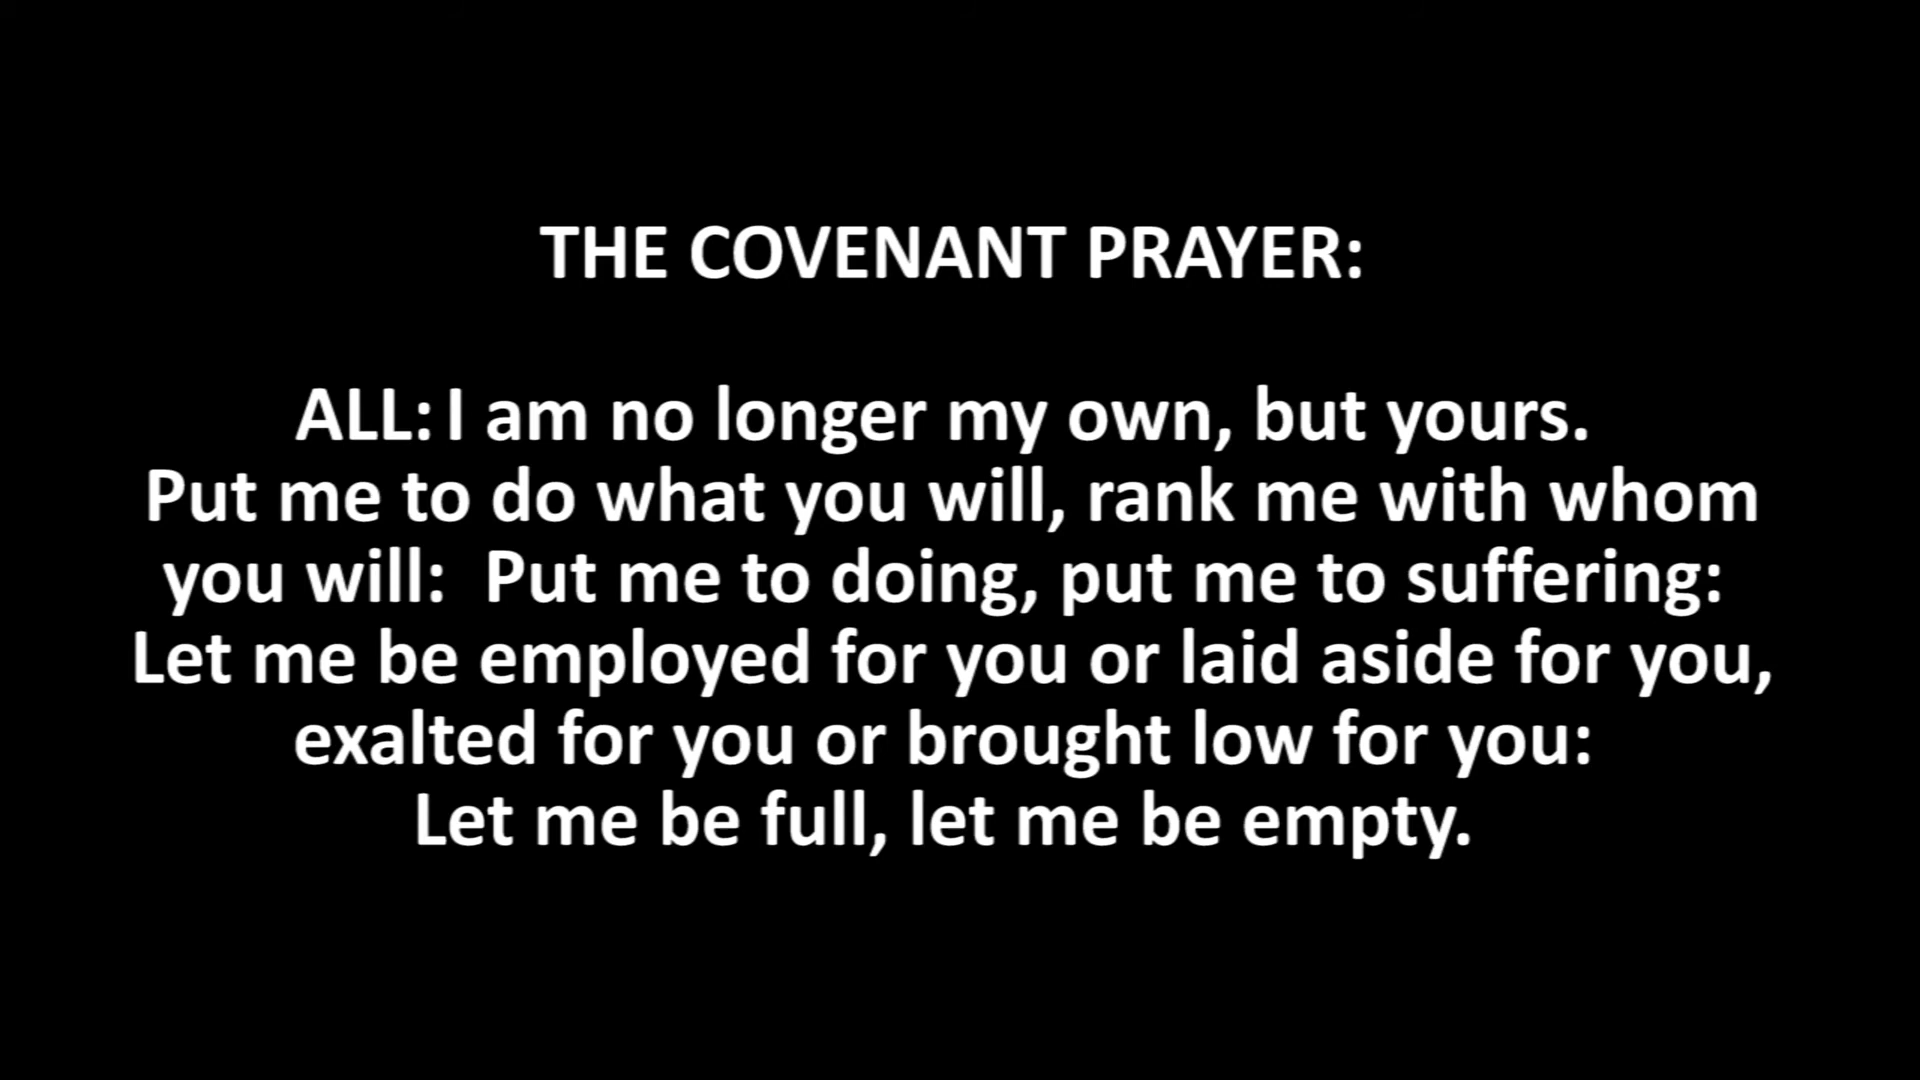 THE COVENANT PRAYER:
ALL: I am no longer my own, but yours.
Put me to do what you will, rank me with whom
you will:  Put me to doing, put me to suffering:
Let me be employed for you or laid aside for you,
exalted for you or brought low for you:
Let me be full, let me be empty.